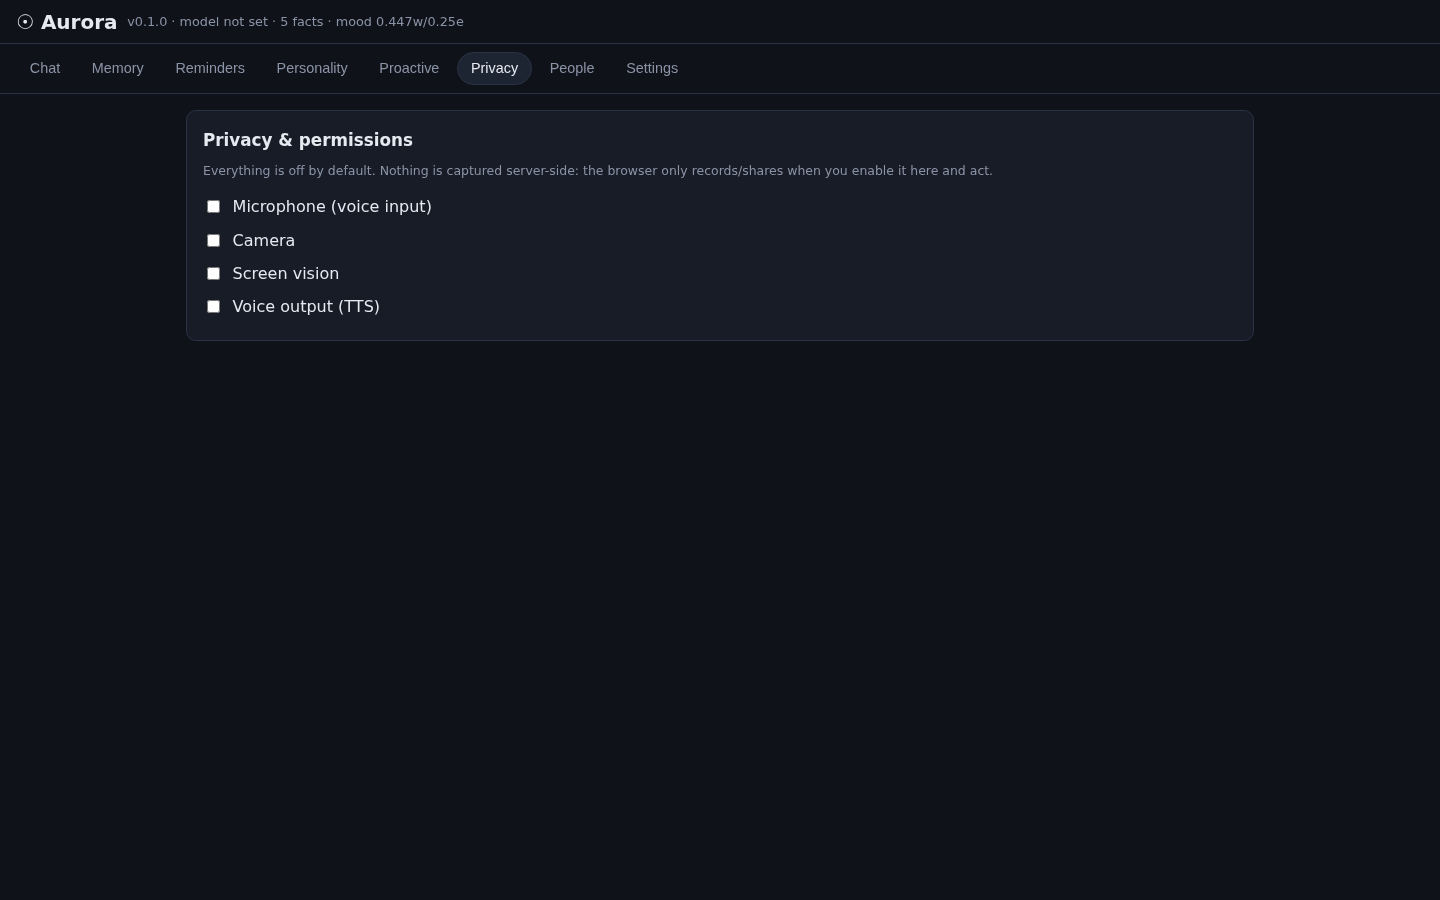 ☉ Aurora v0.1.0 · model not set · 5 facts · mood 0.447w/0.25e
Chat Memory Reminders Personality Proactive Privacy People Settings
Privacy & permissions
Everything is off by default. Nothing is captured server-side: the browser only records/shares when you enable it here and act.
Microphone (voice input)
Camera
Screen vision
Voice output (TTS)